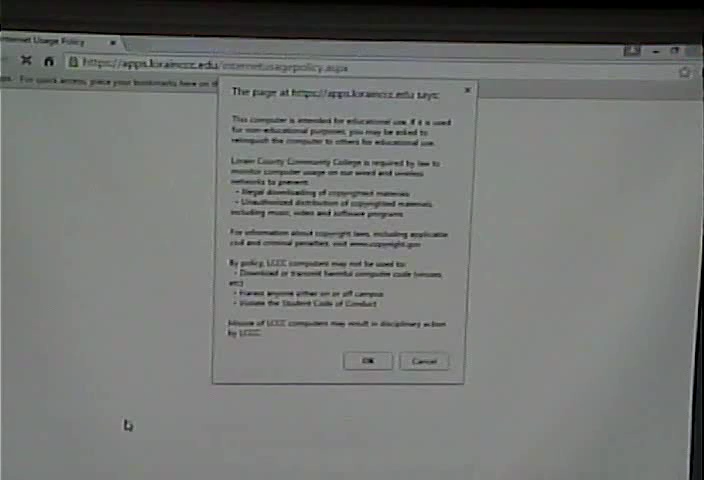 Internet Usage Policy
https://apps.lorainccc.edu/internetusagepolicy.aspx
For quick access, place your bookmarks here on
The page at https://apps.lorainccc.edu says:
This computer is intended for educational use. If it is used
for non-educational purposes, you may be asked to
relinquish the computer to others for educational use.
Lorain County Community College is required by law to
monitor computer usage on our wired and wireless
networks to prevent:
• Illegal downloading of copyrighted materials
• Unauthorized distribution of copyrighted materials,
including music, video and software programs
For information about copyright laws, including applicable
civil and criminal penalties, visit www.copyright.gov
By policy, LCCC computers may not be used to:
• Download or transmit harmful computer code (viruses,
etc)
• Harass anyone either on or off campus
• Violate the Student Code of Conduct
Misuse of LCCC computers may result in disciplinary action
by LCCC.
OK Cancel